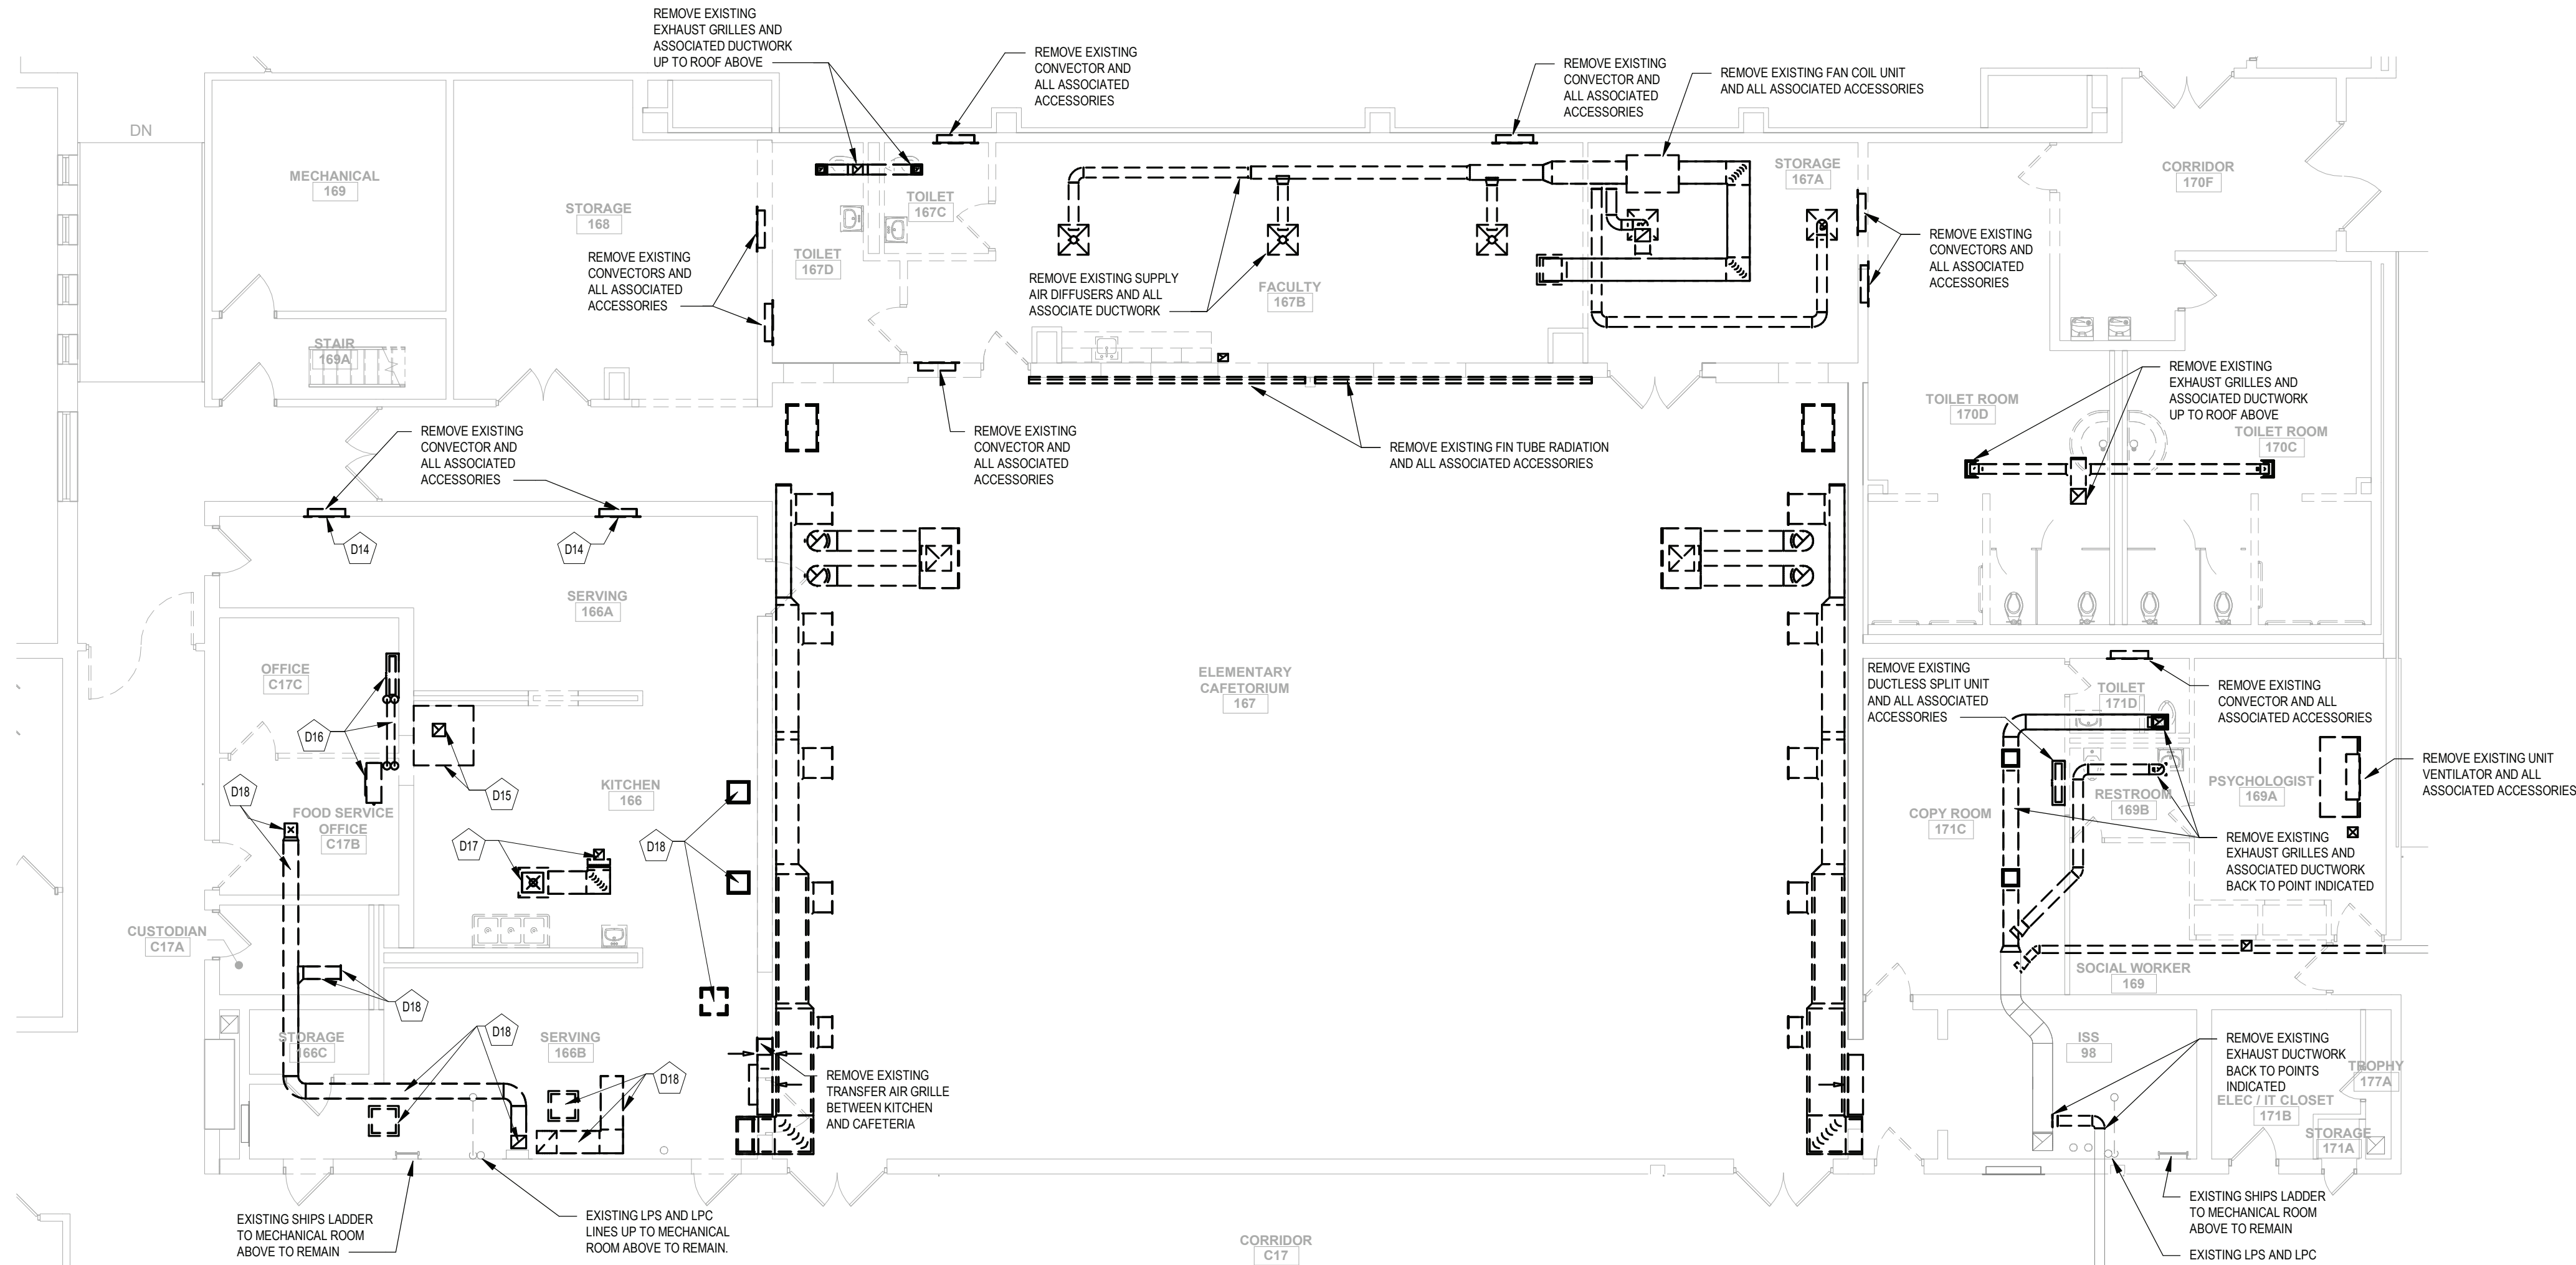 REMOVE EXISTING
EXHAUST GRILLES AND
ASSOCIATED DUCTWORK
UP TO ROOF ABOVE
REMOVE EXISTING
CONVECTOR AND
ALL ASSOCIATED
ACCESSORIES
REMOVE EXISTING
CONVECTOR AND
ALL ASSOCIATED
ACCESSORIES
REMOVE EXISTING FAN COIL UNIT
AND ALL ASSOCIATED ACCESSORIES
DN
MECHANICAL
169
STORAGE
168
TOILET
167C
STORAGE
167A
CORRIDOR
170F
REMOVE EXISTING
CONVECTORS AND
ALL ASSOCIATED
ACCESSORIES
TOILET
167D
REMOVE EXISTING SUPPLY
AIR DIFFUSERS AND ALL
ASSOCIATE DUCTWORK
FACULTY
167B
REMOVE EXISTING
CONVECTORS AND
ALL ASSOCIATED
ACCESSORIES
STAIR
169A
REMOVE EXISTING
EXHAUST GRILLES AND
ASSOCIATED DUCTWORK
UP TO ROOF ABOVE
TOILET ROOM
170D
TOILET ROOM
170C
REMOVE EXISTING
CONVECTOR AND
ALL ASSOCIATED
ACCESSORIES
REMOVE EXISTING
CONVECTOR AND
ALL ASSOCIATED
ACCESSORIES
REMOVE EXISTING FIN TUBE RADIATION
AND ALL ASSOCIATED ACCESSORIES
D14
D14
SERVING
166A
OFFICE
C17C
ELEMENTARY
CAFETORIUM
167
REMOVE EXISTING
DUCTLESS SPLIT UNIT
AND ALL ASSOCIATED
ACCESSORIES
TOILET
171D
REMOVE EXISTING
CONVECTOR AND ALL
ASSOCIATED ACCESSORIES
D16
D18
D15
KITCHEN
166
FOOD SERVICE
OFFICE
C17B
D17
D18
COPY ROOM
171C
RESTROOM
169B
PSYCHOLOGIST
169A
REMOVE EXISTING UNIT
VENTILATOR AND ALL
ASSOCIATED ACCESSORIES
REMOVE EXISTING
EXHAUST GRILLES AND
ASSOCIATED DUCTWORK
BACK TO POINT INDICATED
CUSTODIAN
C17A
SOCIAL WORKER
169
D18
STORAGE
166C
D18
SERVING
166B
D18
REMOVE EXISTING
TRANSFER AIR GRILLE
BETWEEN KITCHEN
AND CAFETERIA
ISS
98
REMOVE EXISTING
EXHAUST DUCTWORK
BACK TO POINTS
INDICATED
TROPHY
177A
ELEC / IT CLOSET
171B
STORAGE
171A
EXISTING SHIPS LADDER
TO MECHANICAL ROOM
ABOVE TO REMAIN
EXISTING LPS AND LPC
LINES UP TO MECHANICAL
ROOM ABOVE TO REMAIN.
CORRIDOR
C17
EXISTING SHIPS LADDER
TO MECHANICAL ROOM
ABOVE TO REMAIN
EXISTING LPS AND LPC